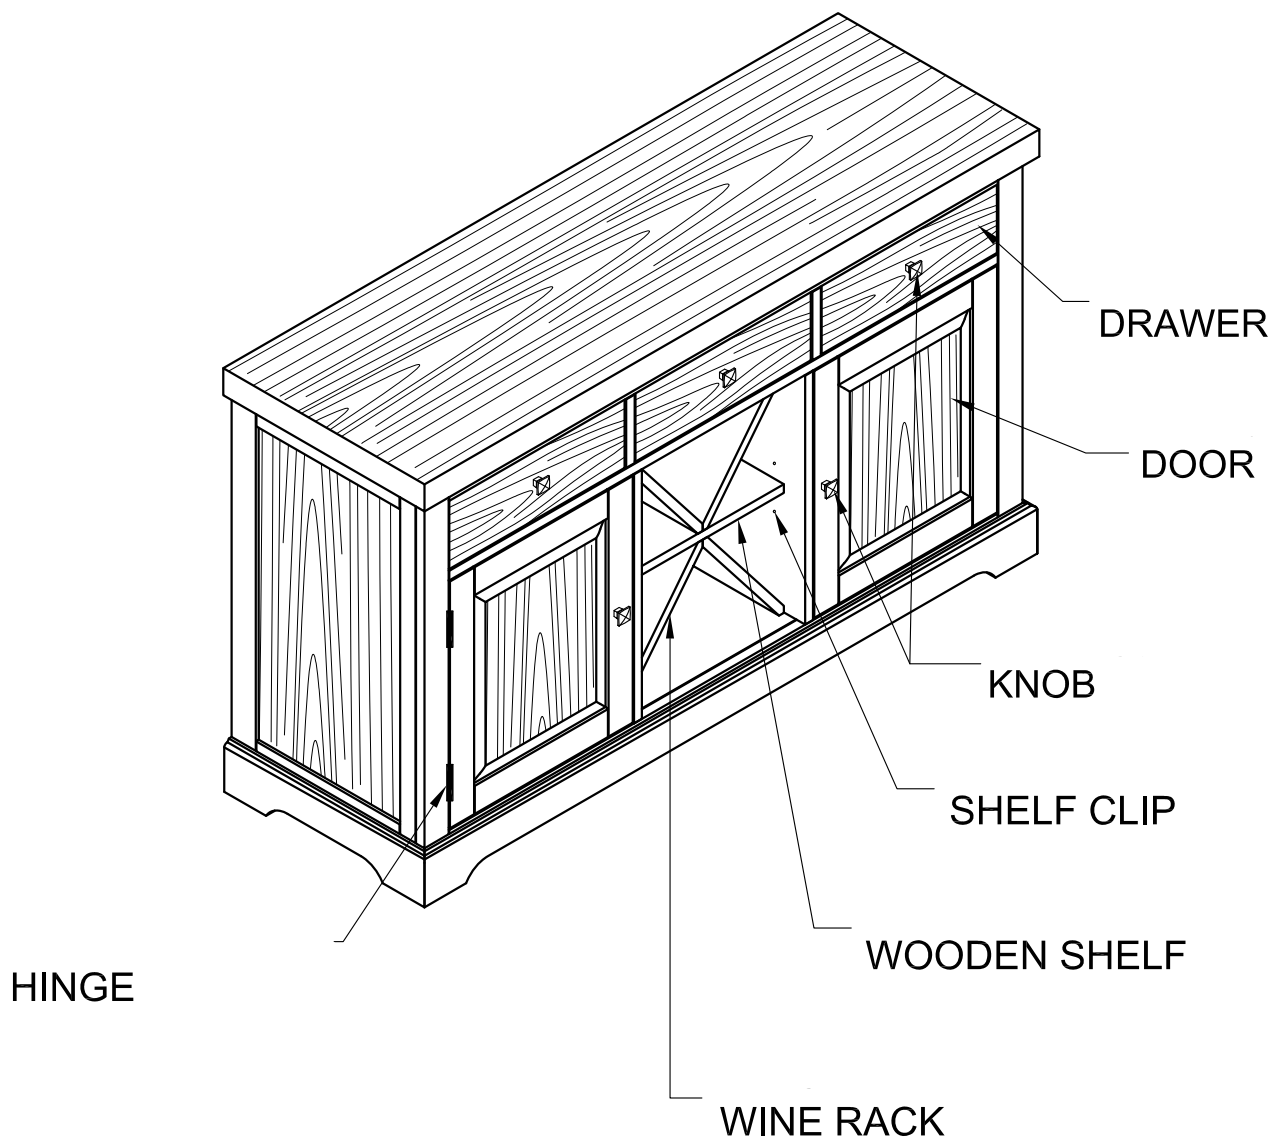 DRAWER
DOOR
KNOB
SHELF CLIP
WOODEN SHELF
HINGE
WINE RACK